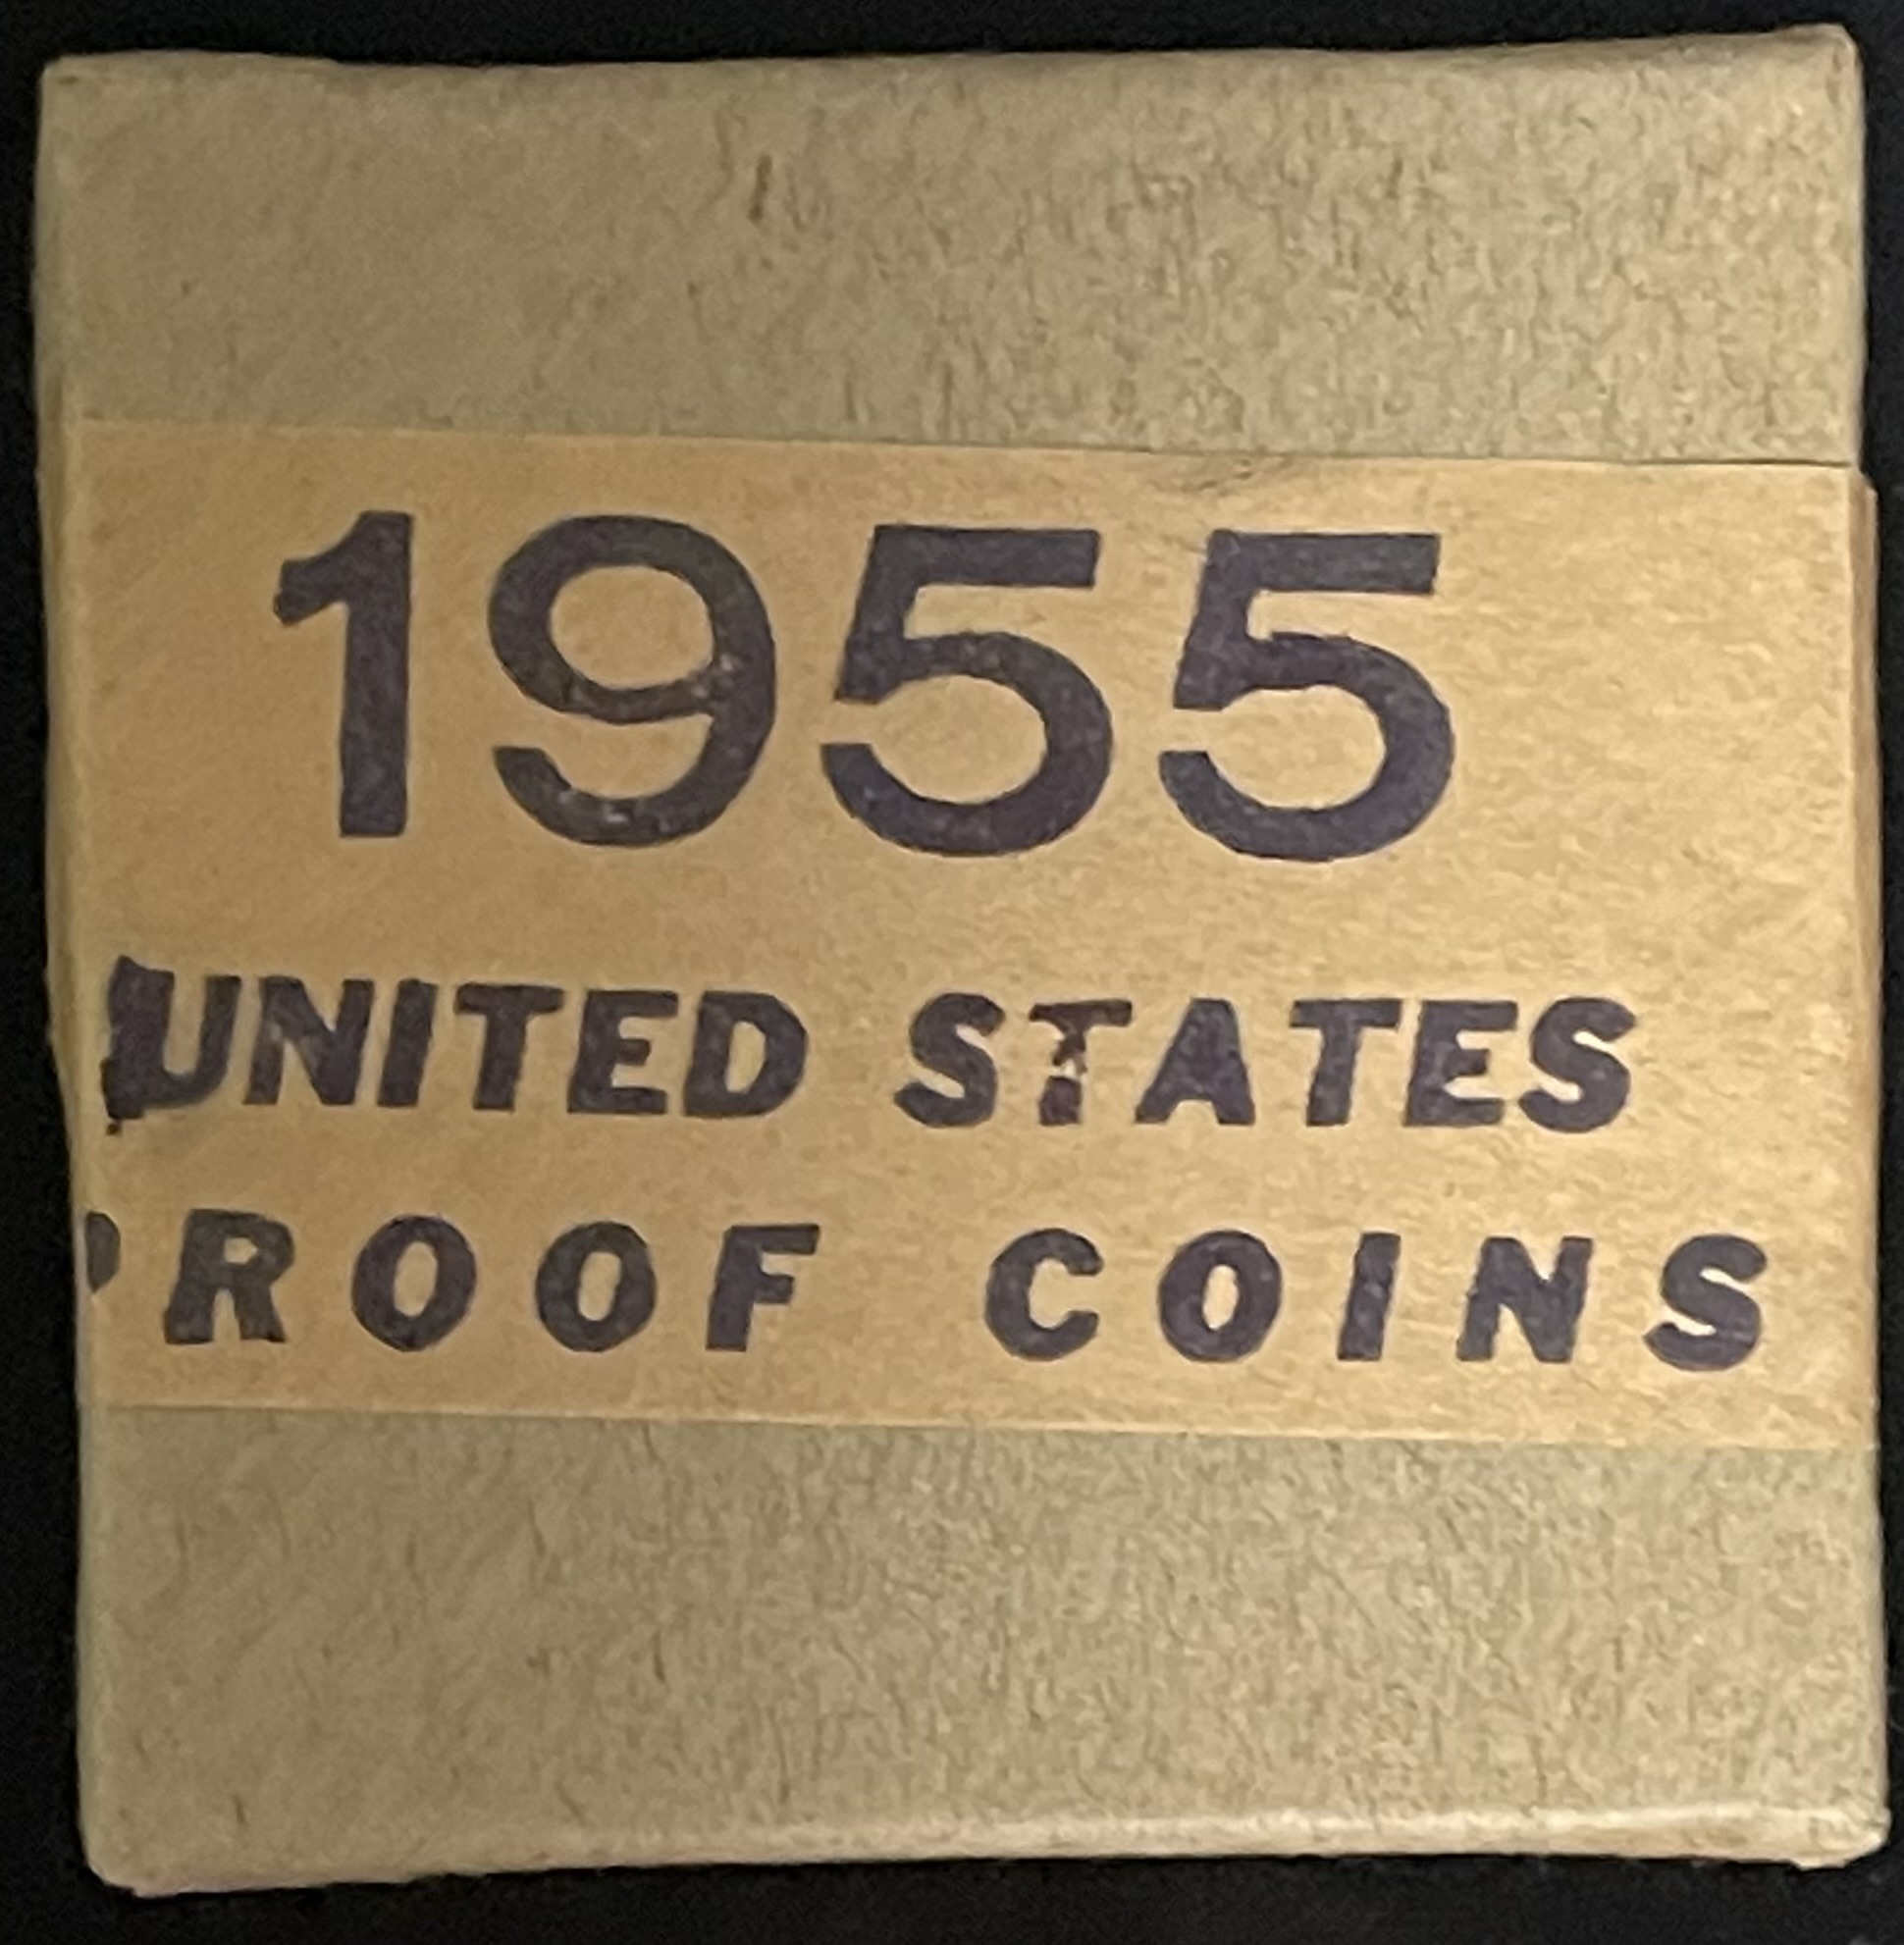 1955
UNITED STATES
PROOF COINS